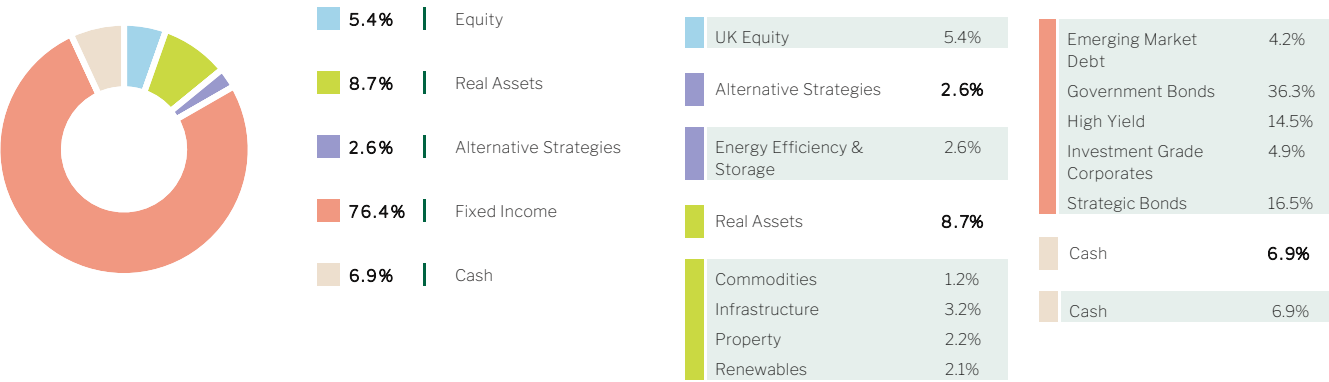 5.4% Equity
8.7% Real Assets
2.6% Alternative Strategies
76.4% Fixed Income
6.9% Cash
UK Equity 5.4%
Alternative Strategies 2.6%
Energy Efficiency & 2.6%
Storage
Real Assets 8.7%
Commodities 1.2%
Infrastructure 3.2%
Property 2.2%
Renewables 2.1%
Emerging Market 4.2%
Debt
Government Bonds 36.3%
High Yield 14.5%
Investment Grade 4.9%
Corporates
Strategic Bonds 16.5%
Cash 6.9%
Cash 6.9%